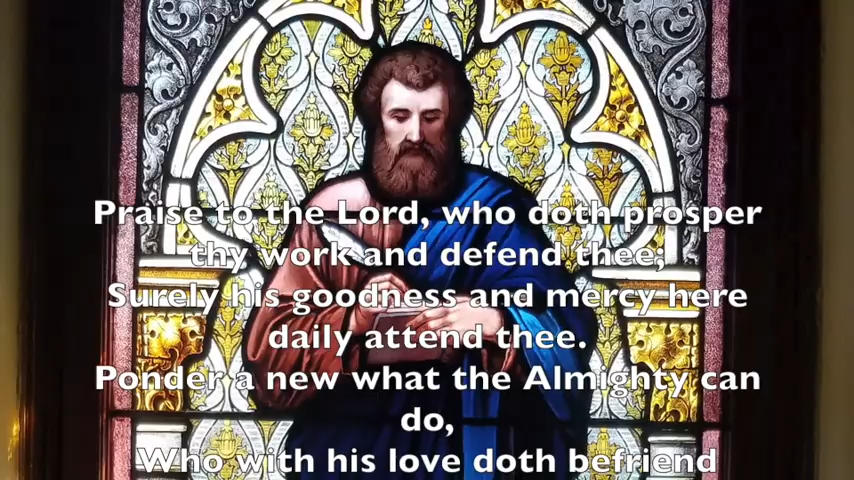 Praise to the Lord, who doth prosper
thy work and defend thee;
Surely his goodness and mercy here
daily attend thee.
Ponder a new what the Almighty can
do,
Who with his love doth befriend